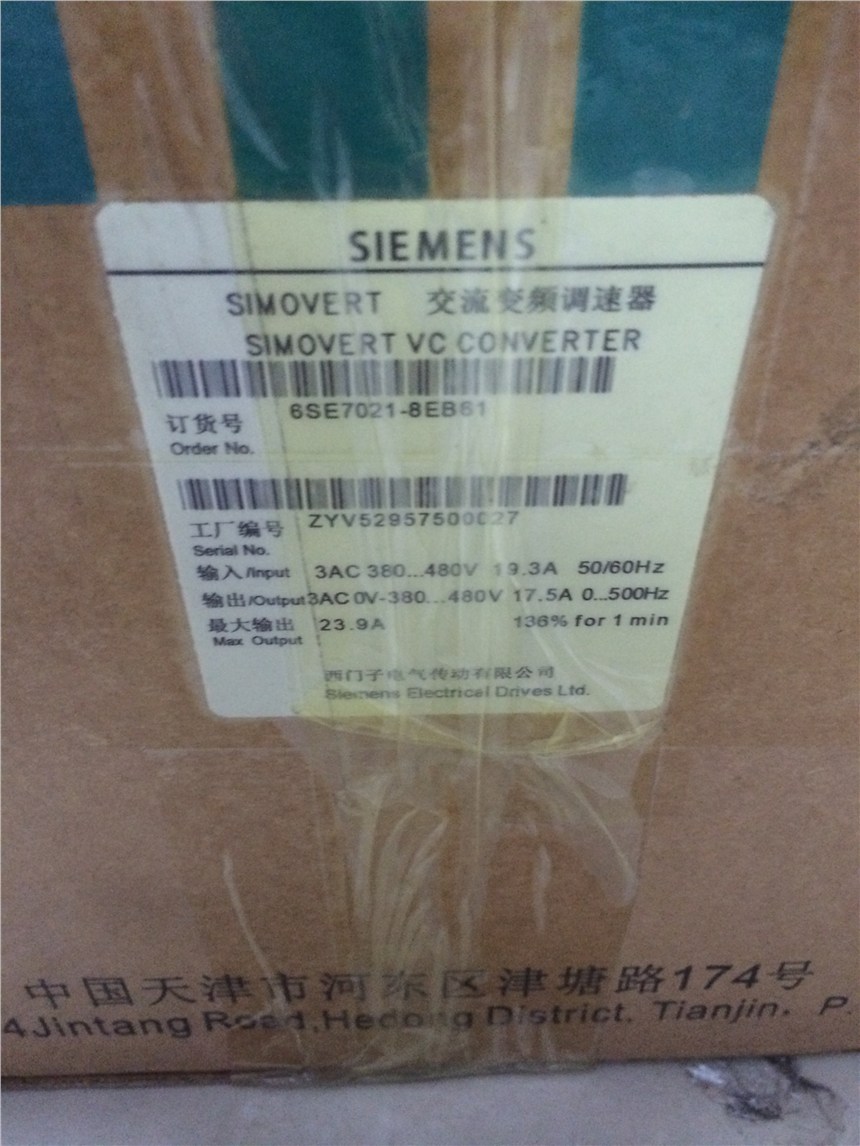 SIEMENS
SIMOVERT 交流变频调速器
SIMOVERT VC CONVERTER
6SE7021-8EB61
订货号
Order No.
ZYV52957500027
工厂编号
Serial No.
输入/Input 3AC 380...480V 19.3A 50/60Hz
输出/Output 3AC 0V-380...480V 17.5A 0...500Hz
最大输出 23.9A 136% for 1 min
Max Output
西门子电气传动有限公司
Siemens Electrical Drives Ltd.
中国天津市河东区津塘路174号
4Jintang Road,Hedong District. Tianjin, P.